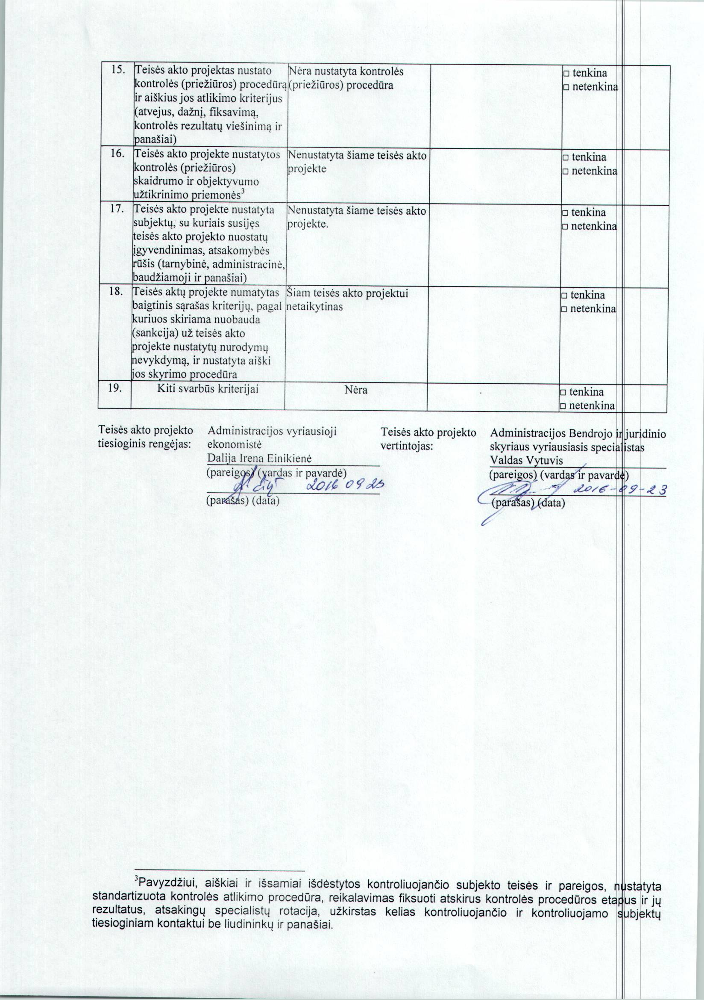 15.
Teisės akto projektas nustato
kontrolės (priežiūros) procedūrą
ir aiškius jos atlikimo kriterijus
(atvejus, dažnį, fiksavimą,
kontrolės rezultatų viešinimą ir
panašiai)
Nėra nustatyta kontrolės
(priežiūros) procedūra
□ tenkina
□ netenkina
16.
Teisės akto projekte nustatytos
kontrolės (priežiūros)
skaidrumo ir objektyvumo
užtikrinimo priemonės³
Nenustatyta šiame teisės akto
projekte
□ tenkina
□ netenkina
17.
Teisės akto projekte nustatyta
subjektų, su kuriais susijęs
teisės akto projekto nuostatų
įgyvendinimas, atsakomybės
rūšis (tarnybinė, administracinė,
baudžiamoji ir panašiai)
Nenustatyta šiame teisės akto
projekte.
□ tenkina
□ netenkina
18.
Teisės aktų projekte numatytas
baigtinis sąrašas kriterijų, pagal
kuriuos skiriama nuobauda
(sankcija) už teisės akto
projekte nustatytų nurodymų
nevykdymą, ir nustatyta aiški
jos skyrimo procedūra
Šiam teisės akto projektui
netaikytinas
□ tenkina
□ netenkina
19.
Kiti svarbūs kriterijai
Nėra
□ tenkina
□ netenkina
Teisės akto projekto
tiesioginis rengėjas:
Administracijos vyriausioji
ekonomistė
Dalija Irena Einikienė
(pareigos) (vardas ir pavardė)
2016 09 23
(parašas) (data)
Teisės akto projekto
vertintojas:
Administracijos Bendrojo ir juridinio
skyriaus vyriausiasis specialistas
Valdas Vytuvis
(pareigos) (vardas ir pavardė)
2016-09-23
(parašas) (data)
³Pavyzdžiui, aiškiai ir išsamiai išdėstytos kontroliuojančio subjekto teisės ir pareigos, nustatyta
standartizuota kontrolės atlikimo procedūra, reikalavimas fiksuoti atskirus kontrolės procedūros etapus ir jų
rezultatus, atsakingų specialistų rotacija, užkirstas kelias kontroliuojančio ir kontroliuojamo subjektų
tiesioginiam kontaktui be liudininkų ir panašiai.